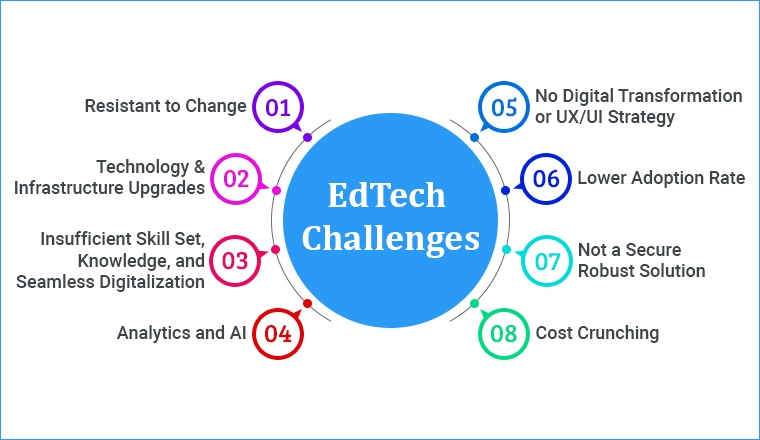 EdTech
Challenges
01
Resistant to Change
02
Technology &
Infrastructure Upgrades
03
Insufficient Skill Set,
Knowledge, and
Seamless Digitalization
04
Analytics and AI
05
No Digital Transformation
or UX/UI Strategy
06
Lower Adoption Rate
07
Not a Secure
Robust Solution
08
Cost Crunching